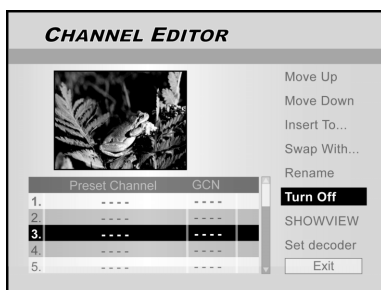 CHANNEL EDITOR
Move Up
Move Down
Insert To...
Swap With...
Rename
Turn Off
SHOWVIEW
Set decoder
Exit
Preset Channel GCN
1. - - - - - - - -
2. - - - - - - - -
3. - - - - - - - -
4. - - - - - - - -
5. - - - - - - - -